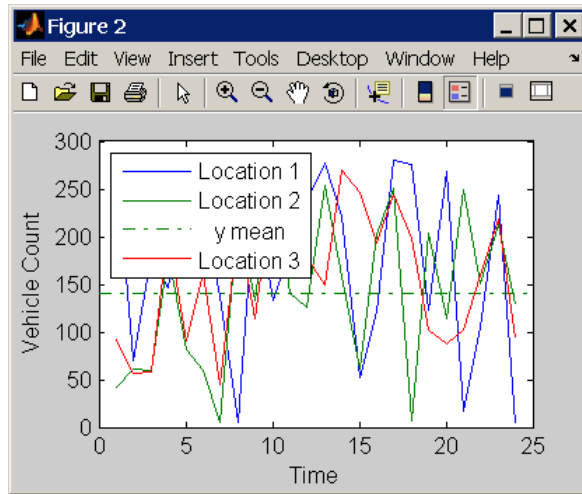 Figure 2
File Edit View Insert Tools Desktop Window Help
300
250
200
150
100
50
0
Vehicle Count
Location 1
Location 2
y mean
Location 3
0 5 10 15 20 25
Time